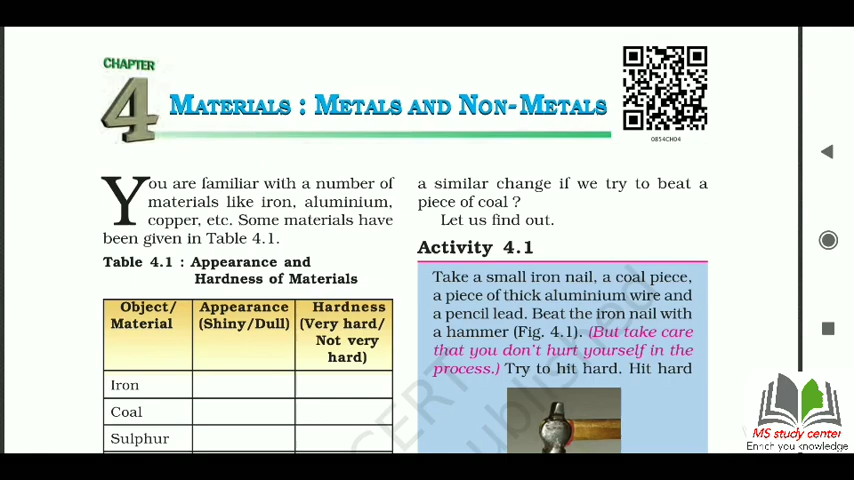 CHAPTER
4
MATERIALS : METALS AND NON-METALS
0854CH04
You are familiar with a number of
materials like iron, aluminium,
copper, etc. Some materials have
been given in Table 4.1.
Table 4.1 : Appearance and
Hardness of Materials
Object/ Material
Appearance (Shiny/Dull)
Hardness (Very hard/ Not very hard)
Iron
Coal
Sulphur
a similar change if we try to beat a
piece of coal ?
Let us find out.
Activity 4.1
Take a small iron nail, a coal piece,
a piece of thick aluminium wire and
a pencil lead. Beat the iron nail with
a hammer (Fig. 4.1). (But take care
that you don't hurt yourself in the
process.) Try to hit hard. Hit hard
MS study center
Enrich you knowledge